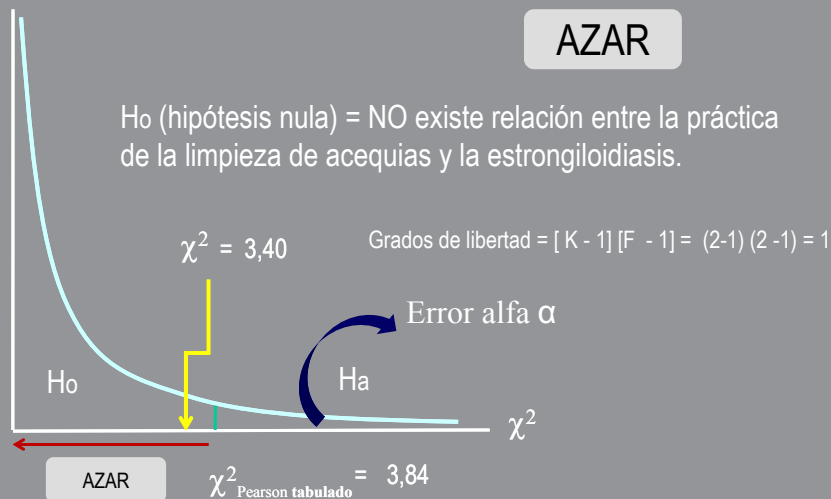 AZAR
Ho (hipótesis nula) = NO existe relación entre la práctica
de la limpieza de acequias y la estrongiloidiasis.
χ² = 3,40
Grados de libertad = [ K - 1] [F - 1] = (2-1) (2 -1) = 1
Error alfa α
Ho
Ha
χ²
AZAR
χ² Pearson tabulado = 3,84